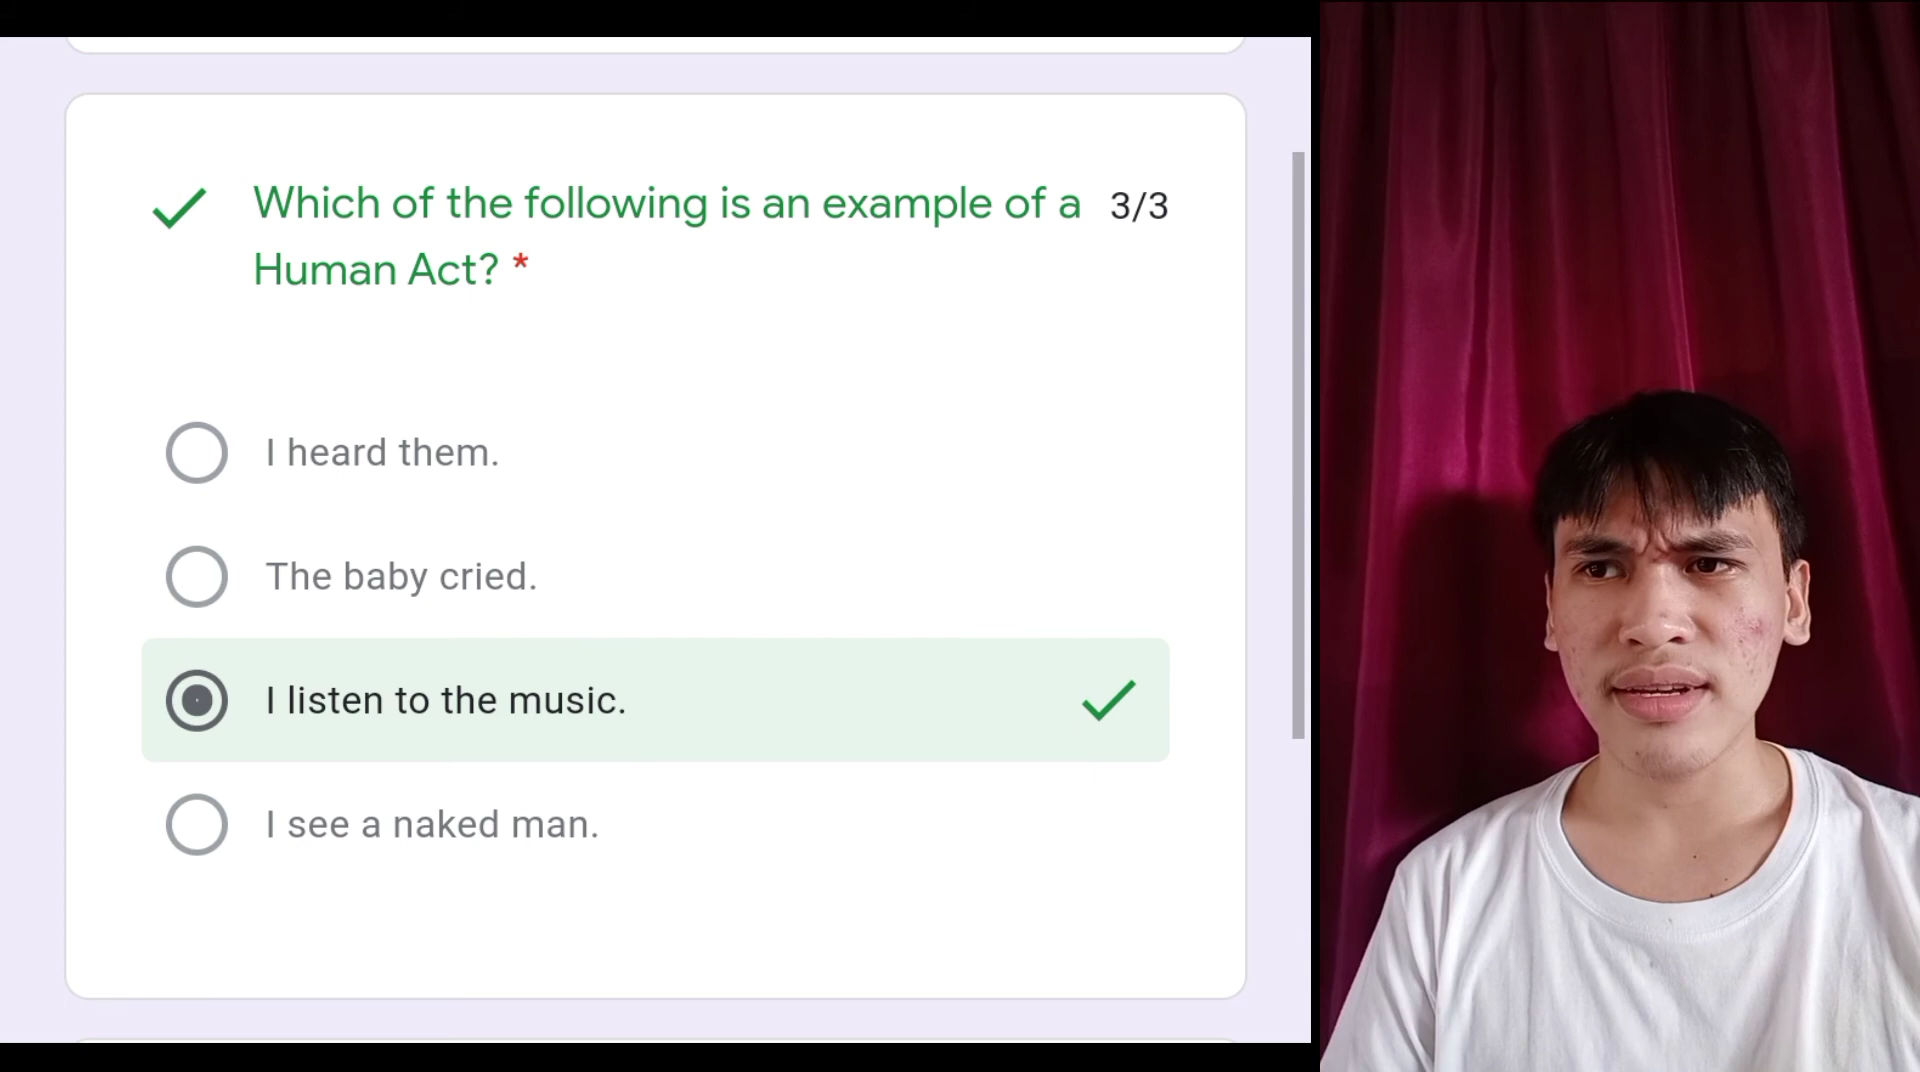 Which of the following is an example of a 3/3
Human Act? *
I heard them.
The baby cried.
I listen to the music.
I see a naked man.